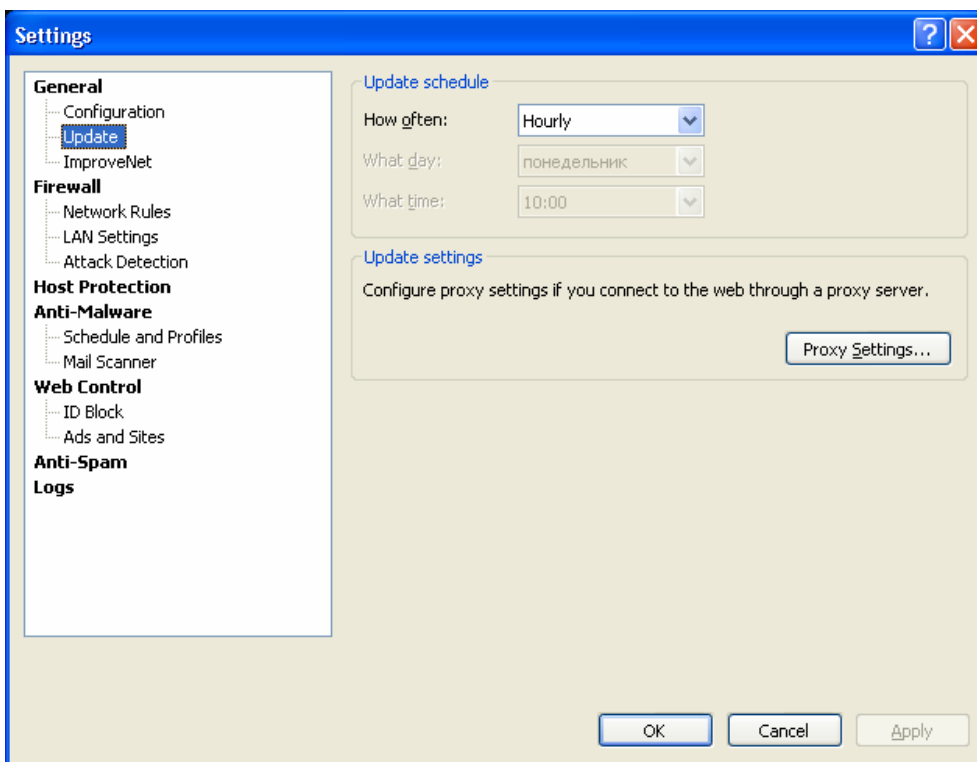 Settings
General
Configuration
Update
ImproveNet
Firewall
Network Rules
LAN Settings
Attack Detection
Host Protection
Anti-Malware
Schedule and Profiles
Mail Scanner
Web Control
ID Block
Ads and Sites
Anti-Spam
Logs
Update schedule
How often: Hourly
What day: понедельник
What time: 10:00
Update settings
Configure proxy settings if you connect to the web through a proxy server.
Proxy Settings...
OK Cancel Apply